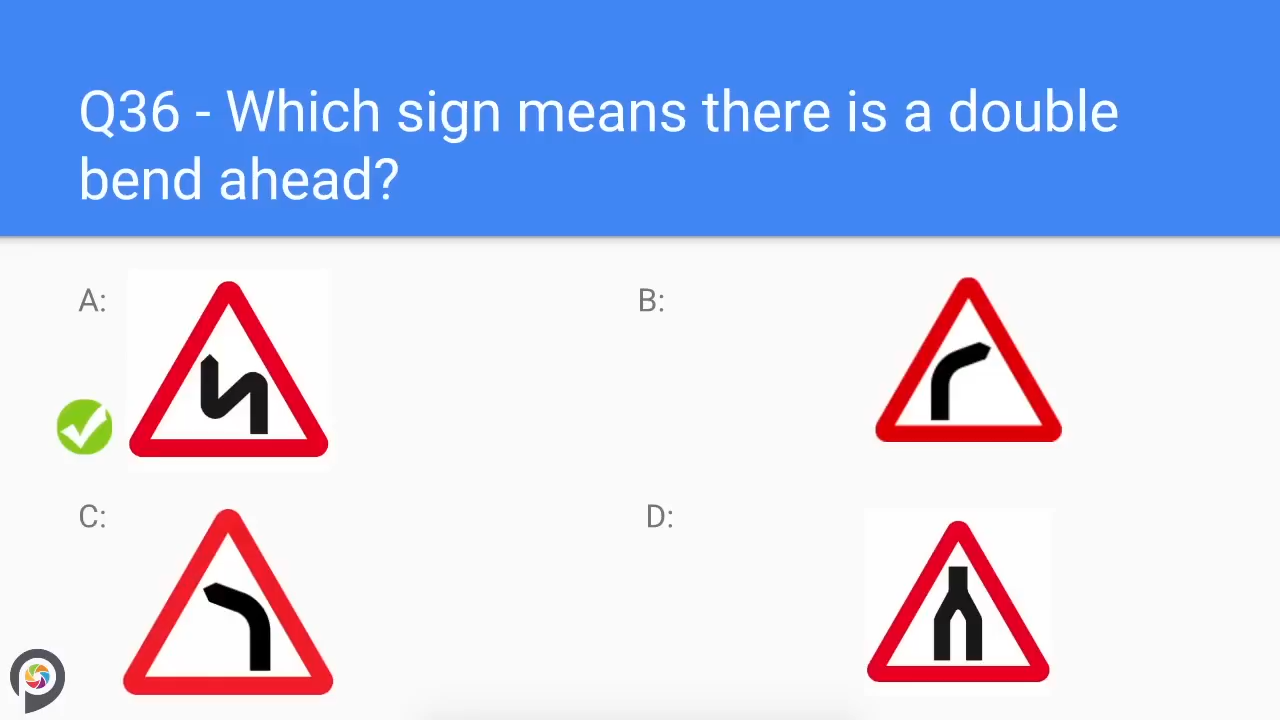 Q36 - Which sign means there is a double
bend ahead?
A:
B:
C:
D: